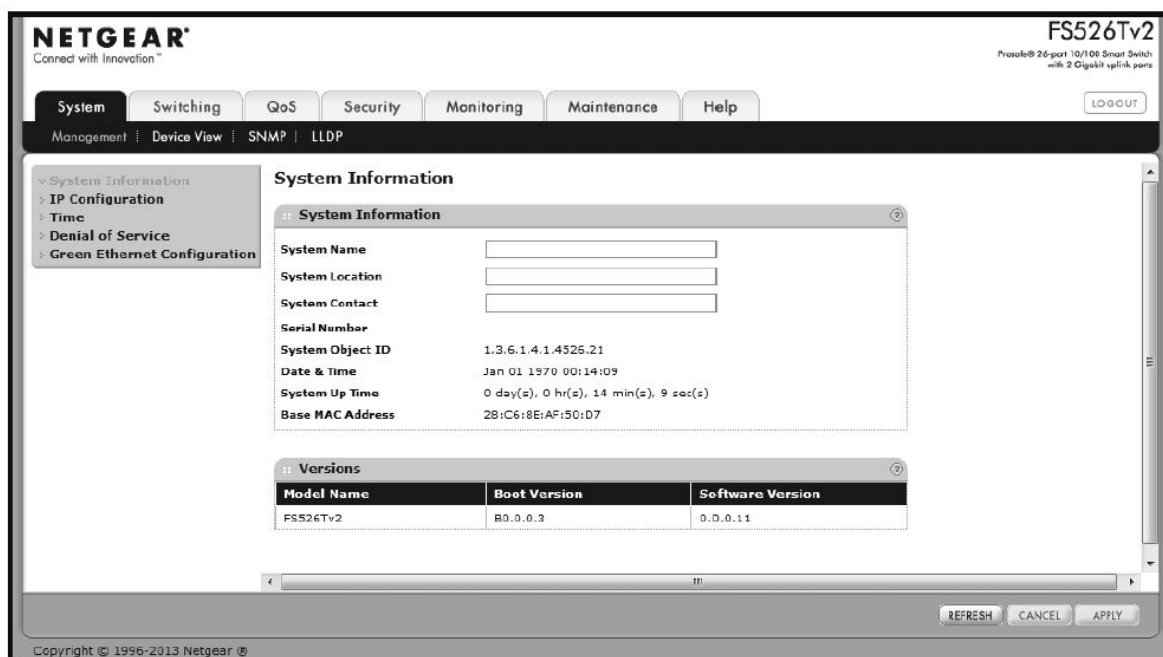 NETGEAR®
Connect with Innovation™
FS526Tv2
Prosafe® 26-port 10/100 Smart Switch
with 2 Gigabit uplink ports
System Switching QoS Security Monitoring Maintenance Help LOGOUT
Management Device View SNMP LLDP
System Information
IP Configuration
Time
Denial of Service
Green Ethernet Configuration
System Information
System Information
System Name
System Location
System Contact
Serial Number
System Object ID 1.3.6.1.4.1.4526.21
Date & Time Jan 01 1970 00:14:09
System Up Time 0 day(s), 0 hr(s), 14 min(s), 9 sec(s)
Base MAC Address 28:C6:8E:AF:50:D7
Versions
Model Name Boot Version Software Version
FS526Tv2 B0.0.0.3 0.0.0.11
REFRESH CANCEL APPLY
Copyright © 1996-2013 Netgear ®